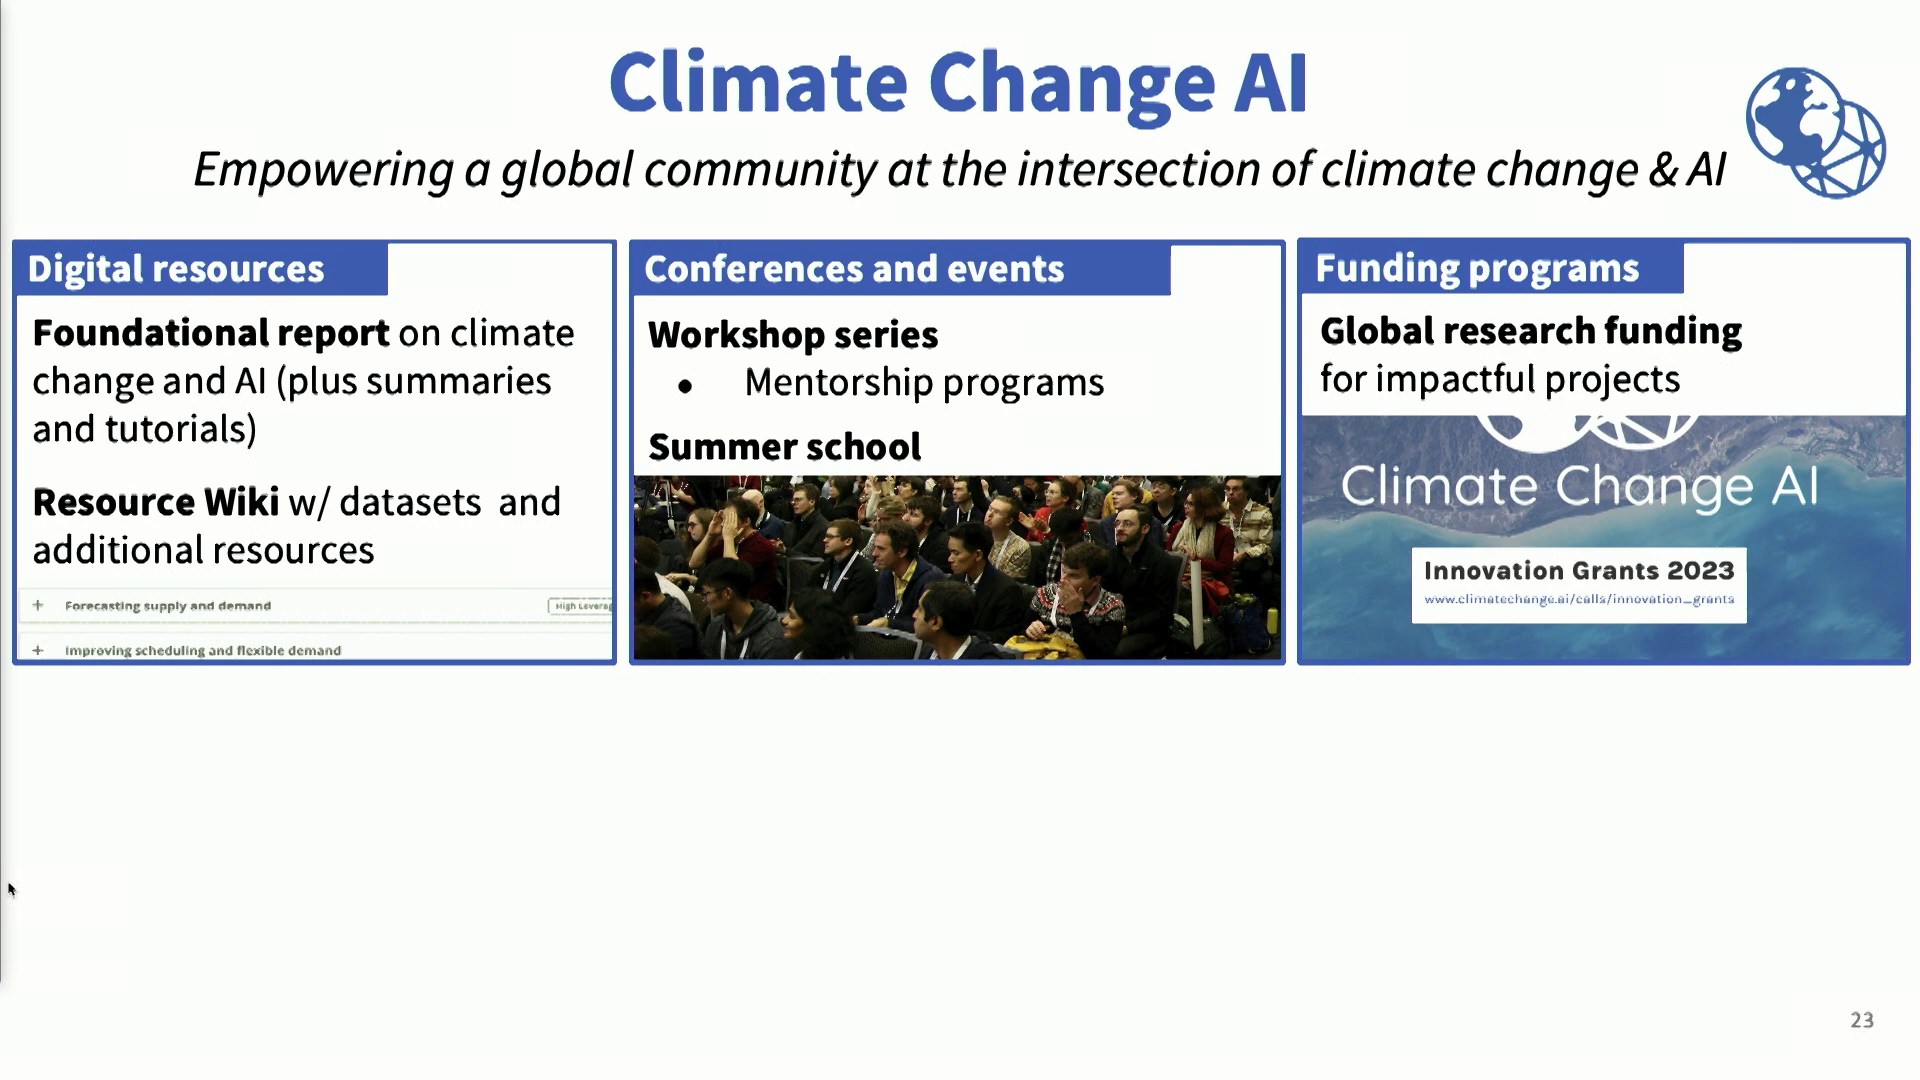 Climate Change AI
Empowering a global community at the intersection of climate change & AI
Digital resources
Foundational report on climate
change and AI (plus summaries
and tutorials)
Resource Wiki w/ datasets and
additional resources
+ Forecasting supply and demand
High Leverag
+ Improving scheduling and flexible demand
Conferences and events
Workshop series
● Mentorship programs
Summer school
Funding programs
Global research funding
for impactful projects
Climate Change AI
Innovation Grants 2023
www.climatechange.ai/calls/innovation_grants
23